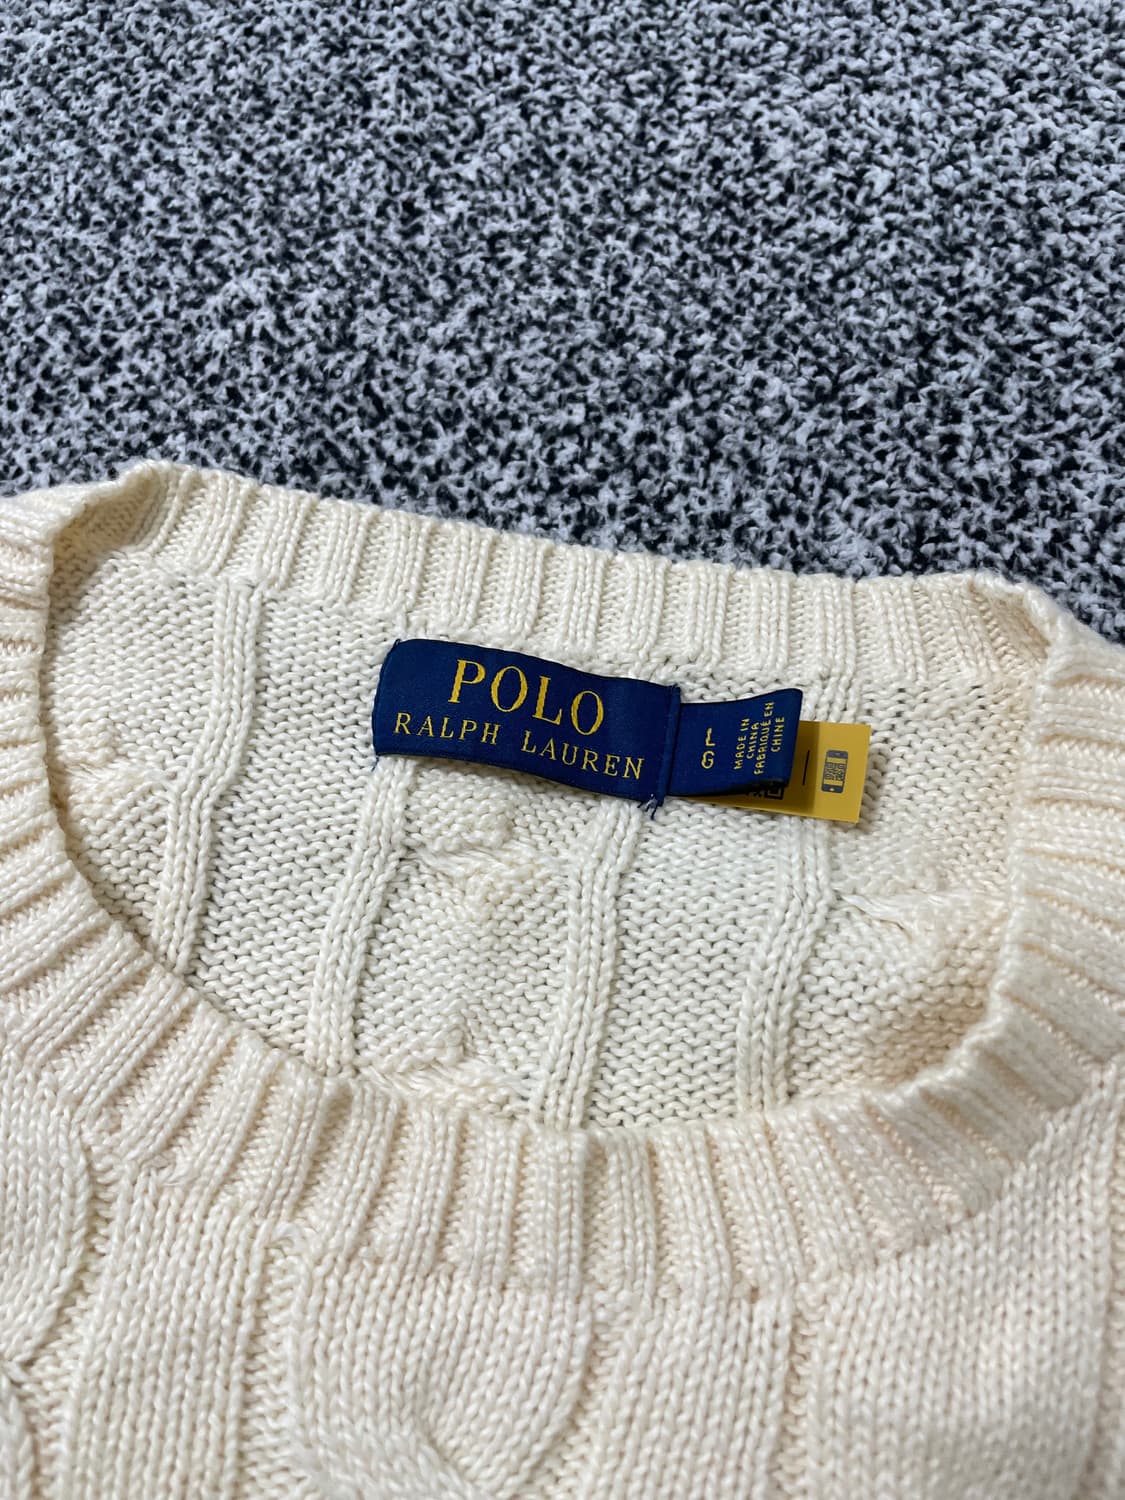 POLO
RALPH LAUREN
L
G
MADE IN
CHINA
FABRIQUÉ EN
CHINE